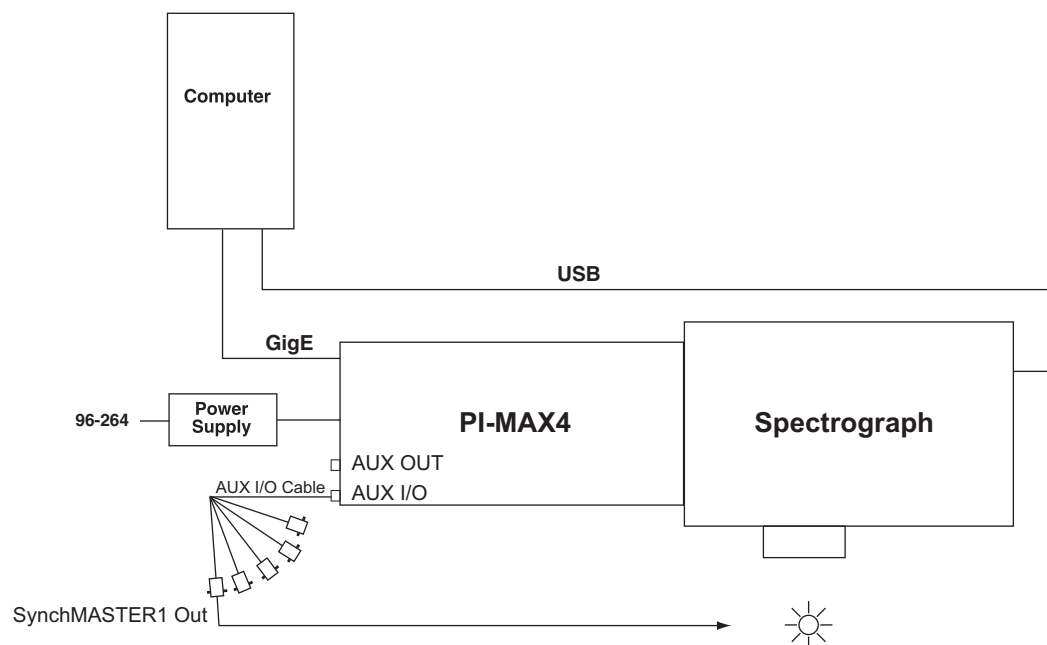 Computer
USB
GigE
96-264
Power
Supply
PI-MAX4
Spectrograph
AUX OUT
AUX I/O Cable
AUX I/O
SynchMASTER1 Out